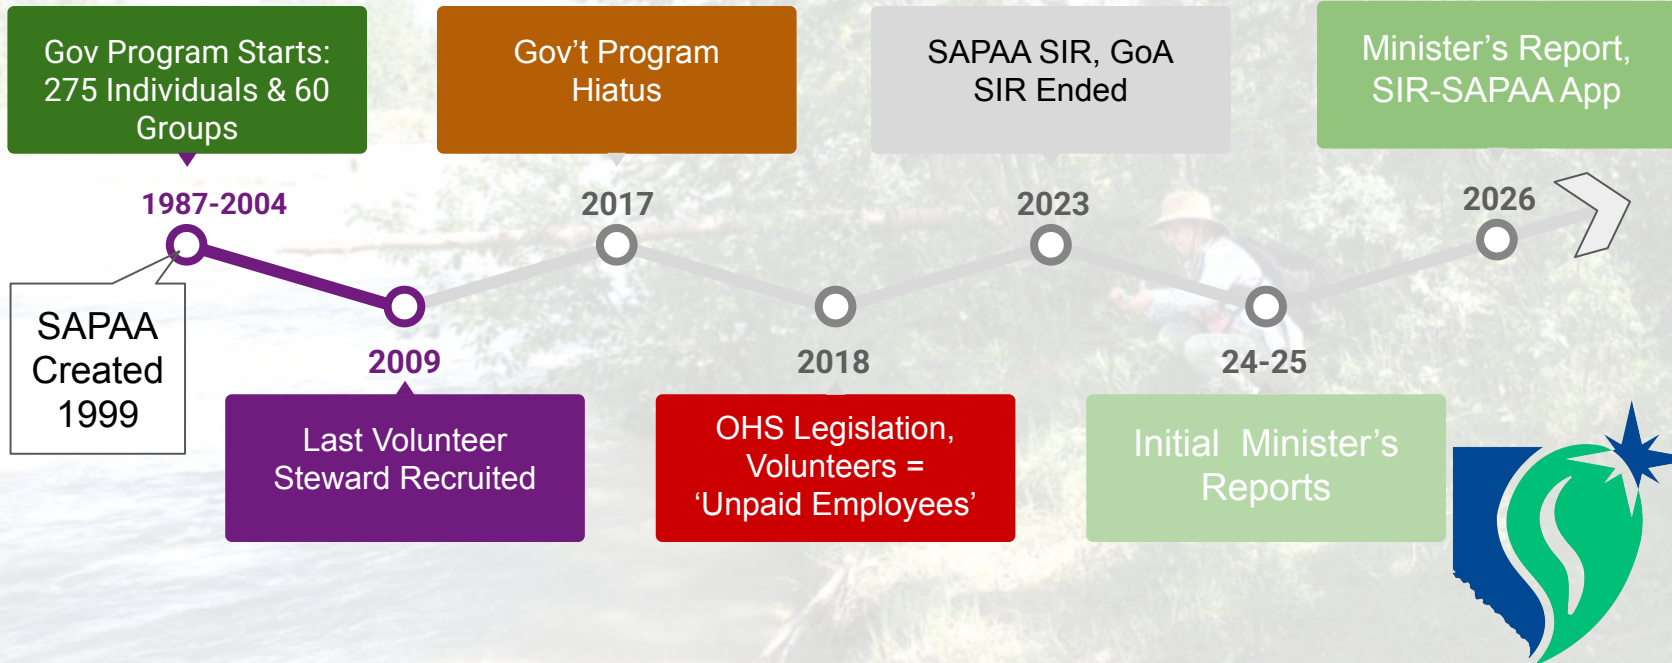 Gov Program Starts:
275 Individuals & 60
Groups
Gov’t Program
Hiatus
SAPAA SIR, GoA
SIR Ended
Minister’s Report,
SIR-SAPAA App
1987-2004
2017
2023
2026
SAPAA
Created
1999
2009
2018
24-25
Last Volunteer
Steward Recruited
OHS Legislation,
Volunteers =
‘Unpaid Employees’
Initial  Minister’s
Reports